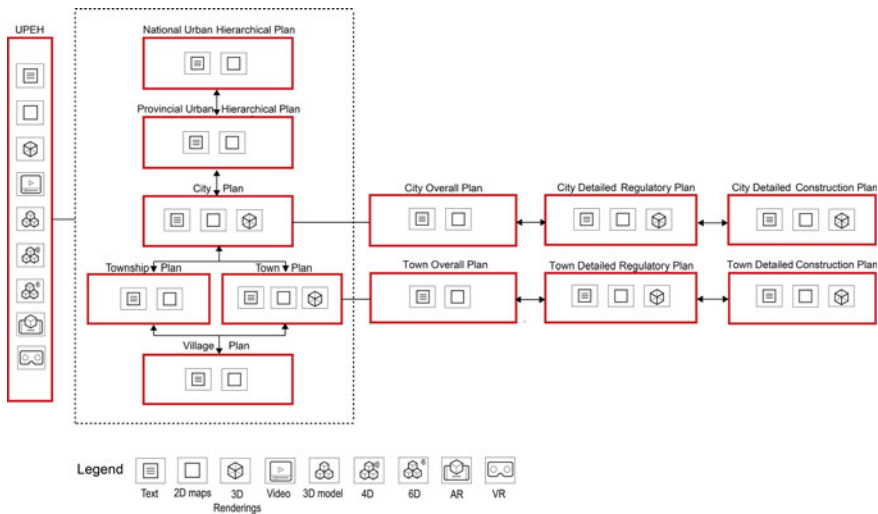 UPEH
National Urban Hierarchical Plan
Provincial Urban Hierarchical Plan
City Plan
City Overall Plan
City Detailed Regulatory Plan
City Detailed Construction Plan
Township Plan
Town Plan
Town Overall Plan
Town Detailed Regulatory Plan
Town Detailed Construction Plan
Village Plan
Legend
Text
2D maps
3D
Renderings
Video
3D model
4D
6D
AR
VR